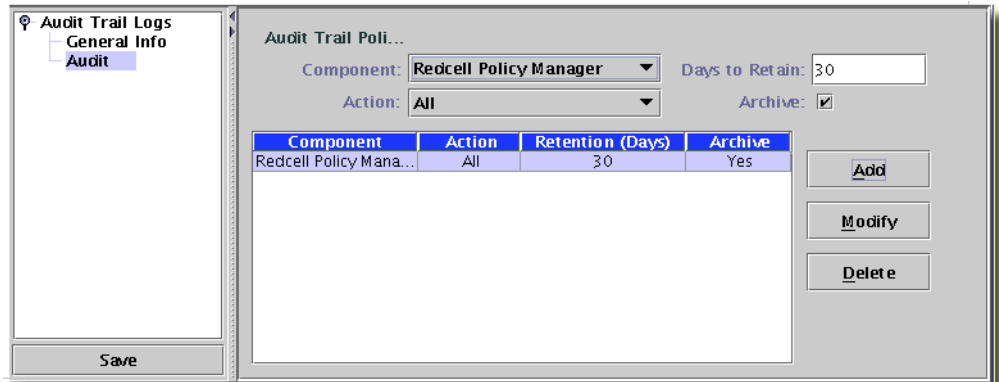 Audit Trail Logs
General Info
Audit
Save
Audit Trail Poli...
Component: Redcell Policy Manager Days to Retain: 30
Action: All Archive:
Component Action Retention (Days) Archive
Redcell Policy Mana... All 30 Yes
Add
Modify
Delete